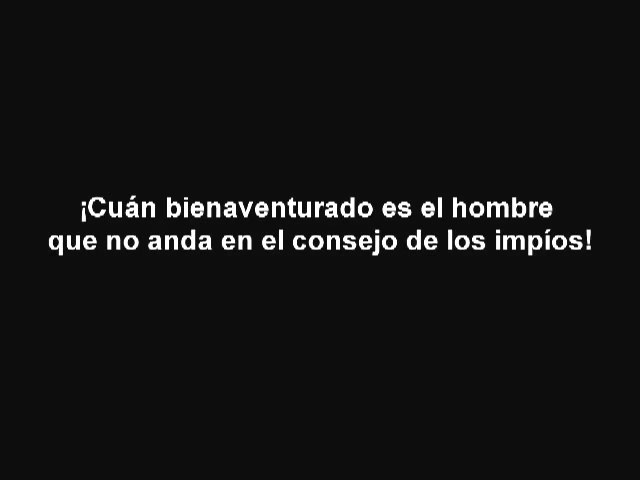 ¡Cuán bienaventurado es el hombre
que no anda en el consejo de los impíos!